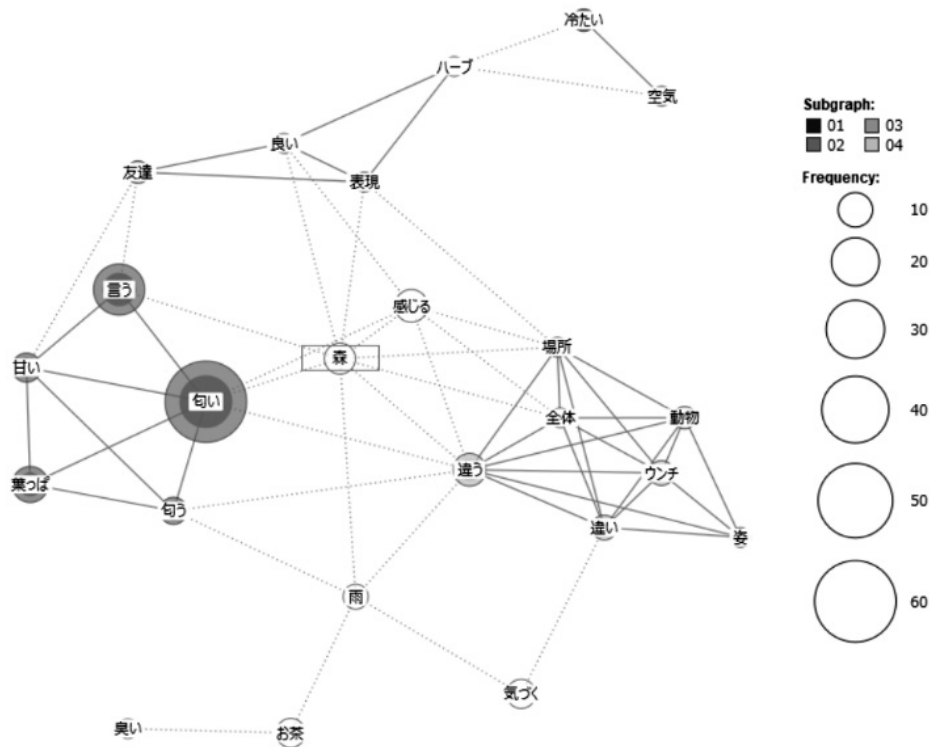 冷たい
ハーブ
空気
良い
友達
表現
言う
感じる
森
場所
甘い
匂い
全体
動物
違う
ウンチ
葉っぱ
匂う
違い
姿
雨
気づく
臭い
お茶
Subgraph:
01 03
02 04
Frequency:
10
20
30
40
50
60